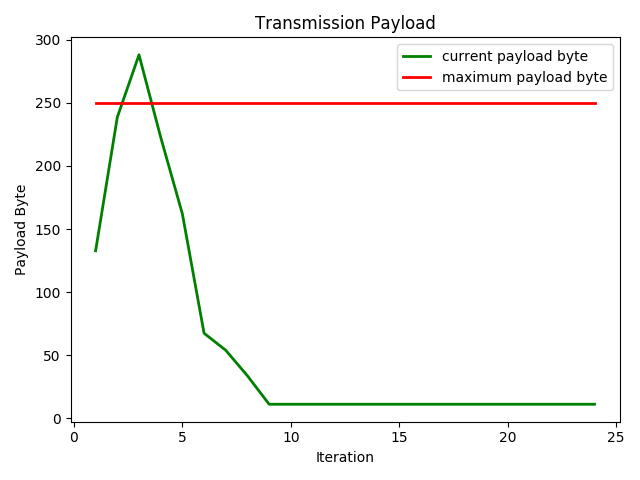 Transmission Payload
current payload byte
maximum payload byte
Payload Byte
300
250
200
150
100
50
0
0 5 10 15 20 25
Iteration